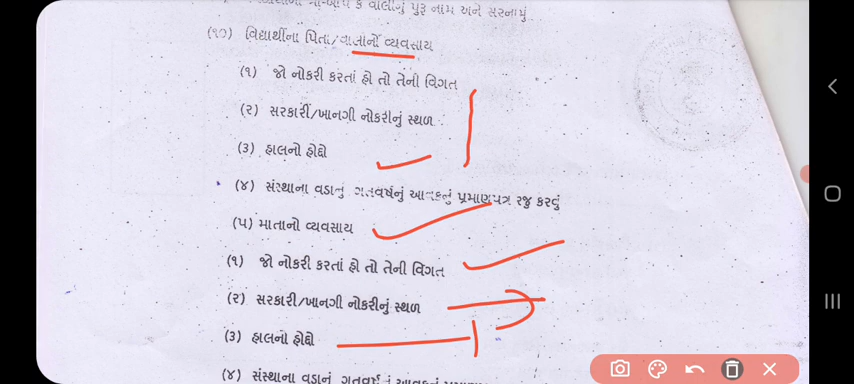 કે વાલીનું પુરૂ નામ અને સરનામું
(૧૦) વિદ્યાર્થીના પિતા/વાલીનો વ્યવસાય
(૧) જો નોકરી કરતાં હો તો તેની વિગત
(૨) સરકારી/ખાનગી નોકરીનું સ્થળ
(૩) હાલનો હોદ્દો
(૪) સંસ્થાના વડાનું ગતવર્ષનું આવકનું પ્રમાણપત્ર રજુ કરવું
(૫) માતાનો વ્યવસાય
(૧) જો નોકરી કરતાં હો તો તેની વિગત
(૨) સરકારી/ખાનગી નોકરીનું સ્થળ
(૩) હાલનો હોદ્દો
(૪) સંસ્થાના વડાનું ગતવર્ષનું